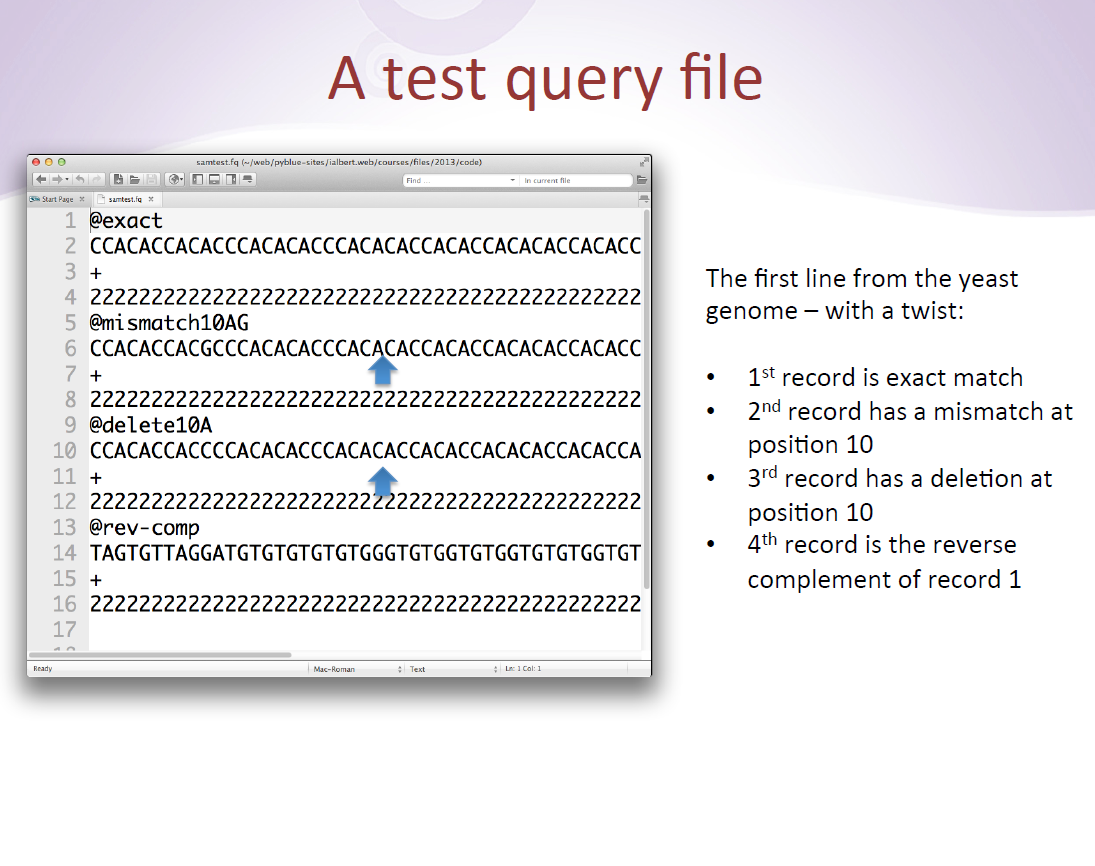 A test query file
samtest.fq (~/web/pyblue-sites/ialbert.web/courses/files/2013/code)
Find ... In current file
Start Page samtest.fq
1 @exact
2 CCACACCACACCCACACACCCACACACCACACCACACACCACACC
3 +
4 222222222222222222222222222222222222222222222
5 @mismatch10AG
6 CCACACCACGCCCACACACCCACACACCACACCACACACCACACC
7 +
8 222222222222222222222222222222222222222222222
9 @delete10A
10 CCACACCACCCCACACACCCACACACCACACCACACACCACACCA
11 +
12 222222222222222222222222222222222222222222222
13 @rev-comp
14 TAGTGTTAGGATGTGTGTGTGTGGGTGTGGTGTGGTGTGTGGTGT
15 +
16 222222222222222222222222222222222222222222222
17
Ready Mac-Roman Text Ln: 1 Col: 1
The first line from the yeast
genome – with a twist:
• 1st record is exact match
• 2nd record has a mismatch at
position 10
• 3rd record has a deletion at
position 10
• 4th record is the reverse
complement of record 1